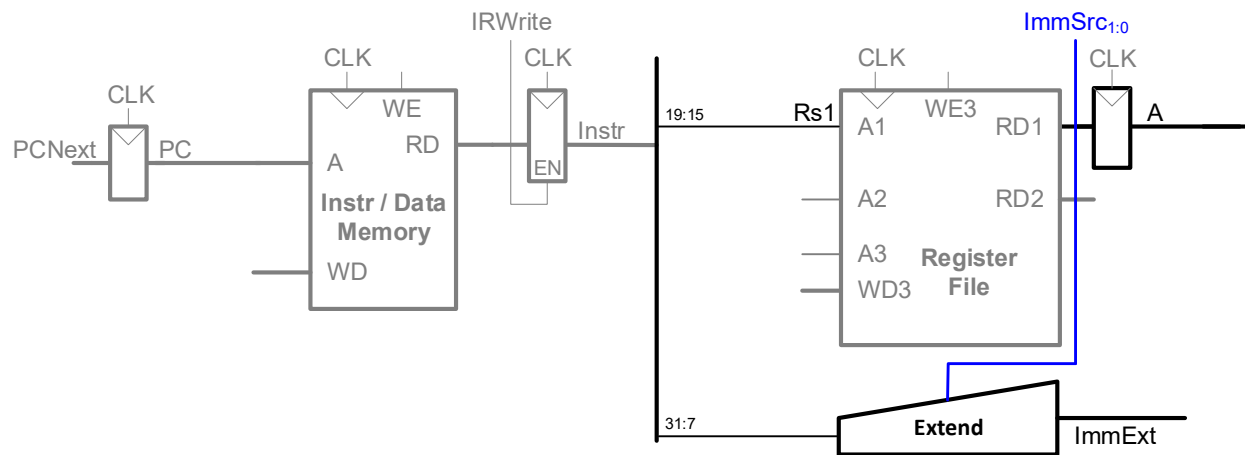 IRWrite
ImmSrc1:0
CLK
CLK
CLK
CLK
CLK
WE
19:15
Rs1
WE3
A1
RD1
A
PCNext
PC
A
RD
Instr
EN
Instr / Data
Memory
A2
RD2
WD
A3
Register
File
WD3
31:7
Extend
ImmExt